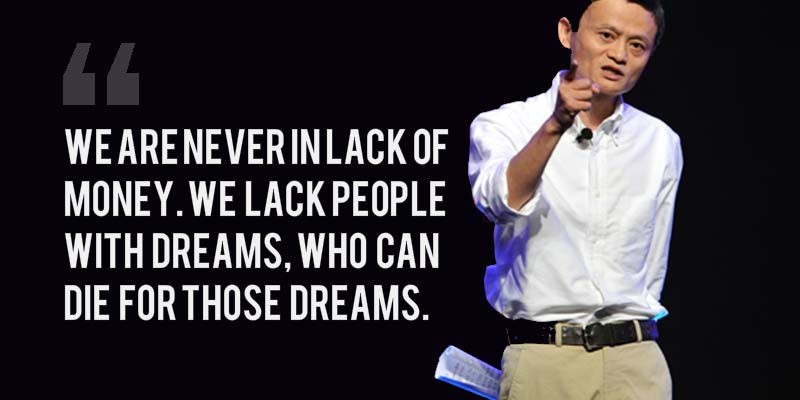 “
WE ARE NEVER IN LACK OF
MONEY. WE LACK PEOPLE
WITH DREAMS, WHO CAN
DIE FOR THOSE DREAMS.